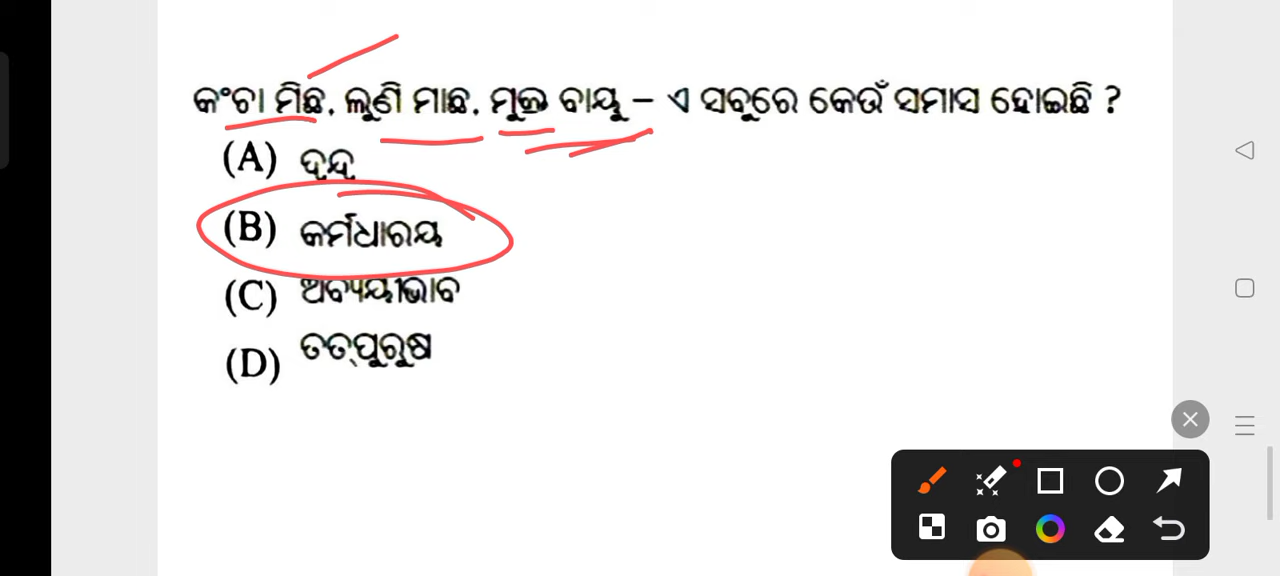 କଂଚା ମିଛ, ଲୁଣି ମାଛ, ମୁକ୍ତ ବାୟୁ – ଏ ସବୁରେ କେଉଁ ସମାସ ହୋଇଛି ?
(A) ଦ୍ୱନ୍ଦ୍ୱ
(B) କର୍ମଧାରୟ
(C) ଅବ୍ୟୟୀଭାବ
(D) ତତ୍ପୁରୁଷ